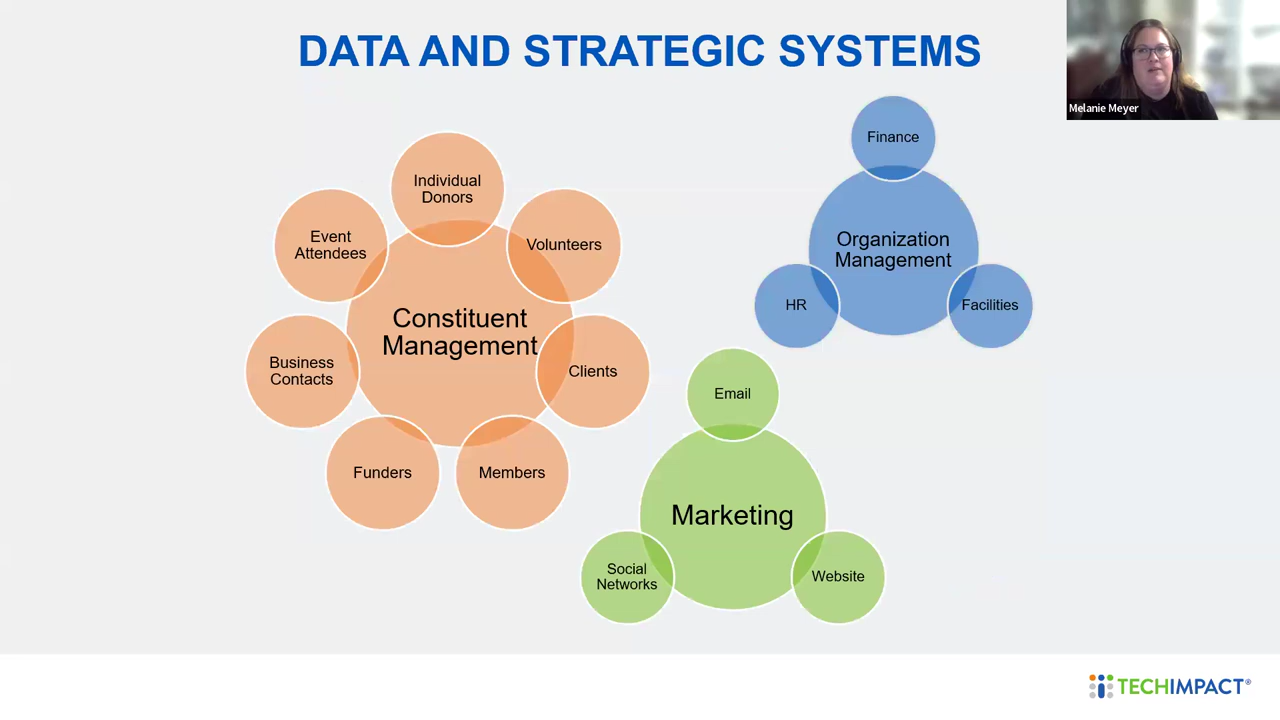 DATA AND STRATEGIC SYSTEMS
Melanie Meyer
Individual
Donors
Event
Attendees
Volunteers
Constituent
Management
Business
Contacts
Clients
Funders
Members
Finance
Organization
Management
HR
Facilities
Email
Marketing
Social
Networks
Website
TECHIMPACT®